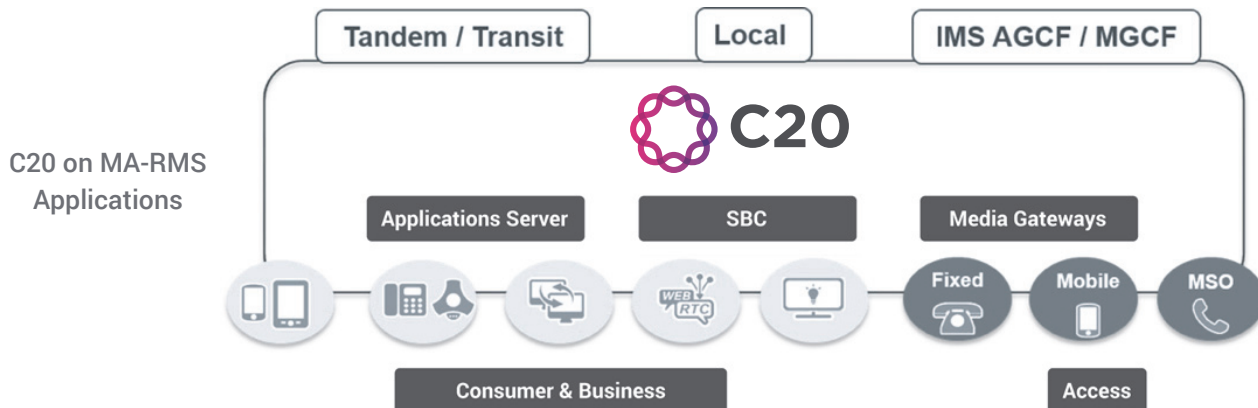 Tandem / Transit
Local
IMS AGCF / MGCF
C20
C20 on MA-RMS
Applications
Applications Server
SBC
Media Gateways
WEB
RTC
Fixed
Mobile
MSO
Consumer & Business
Access